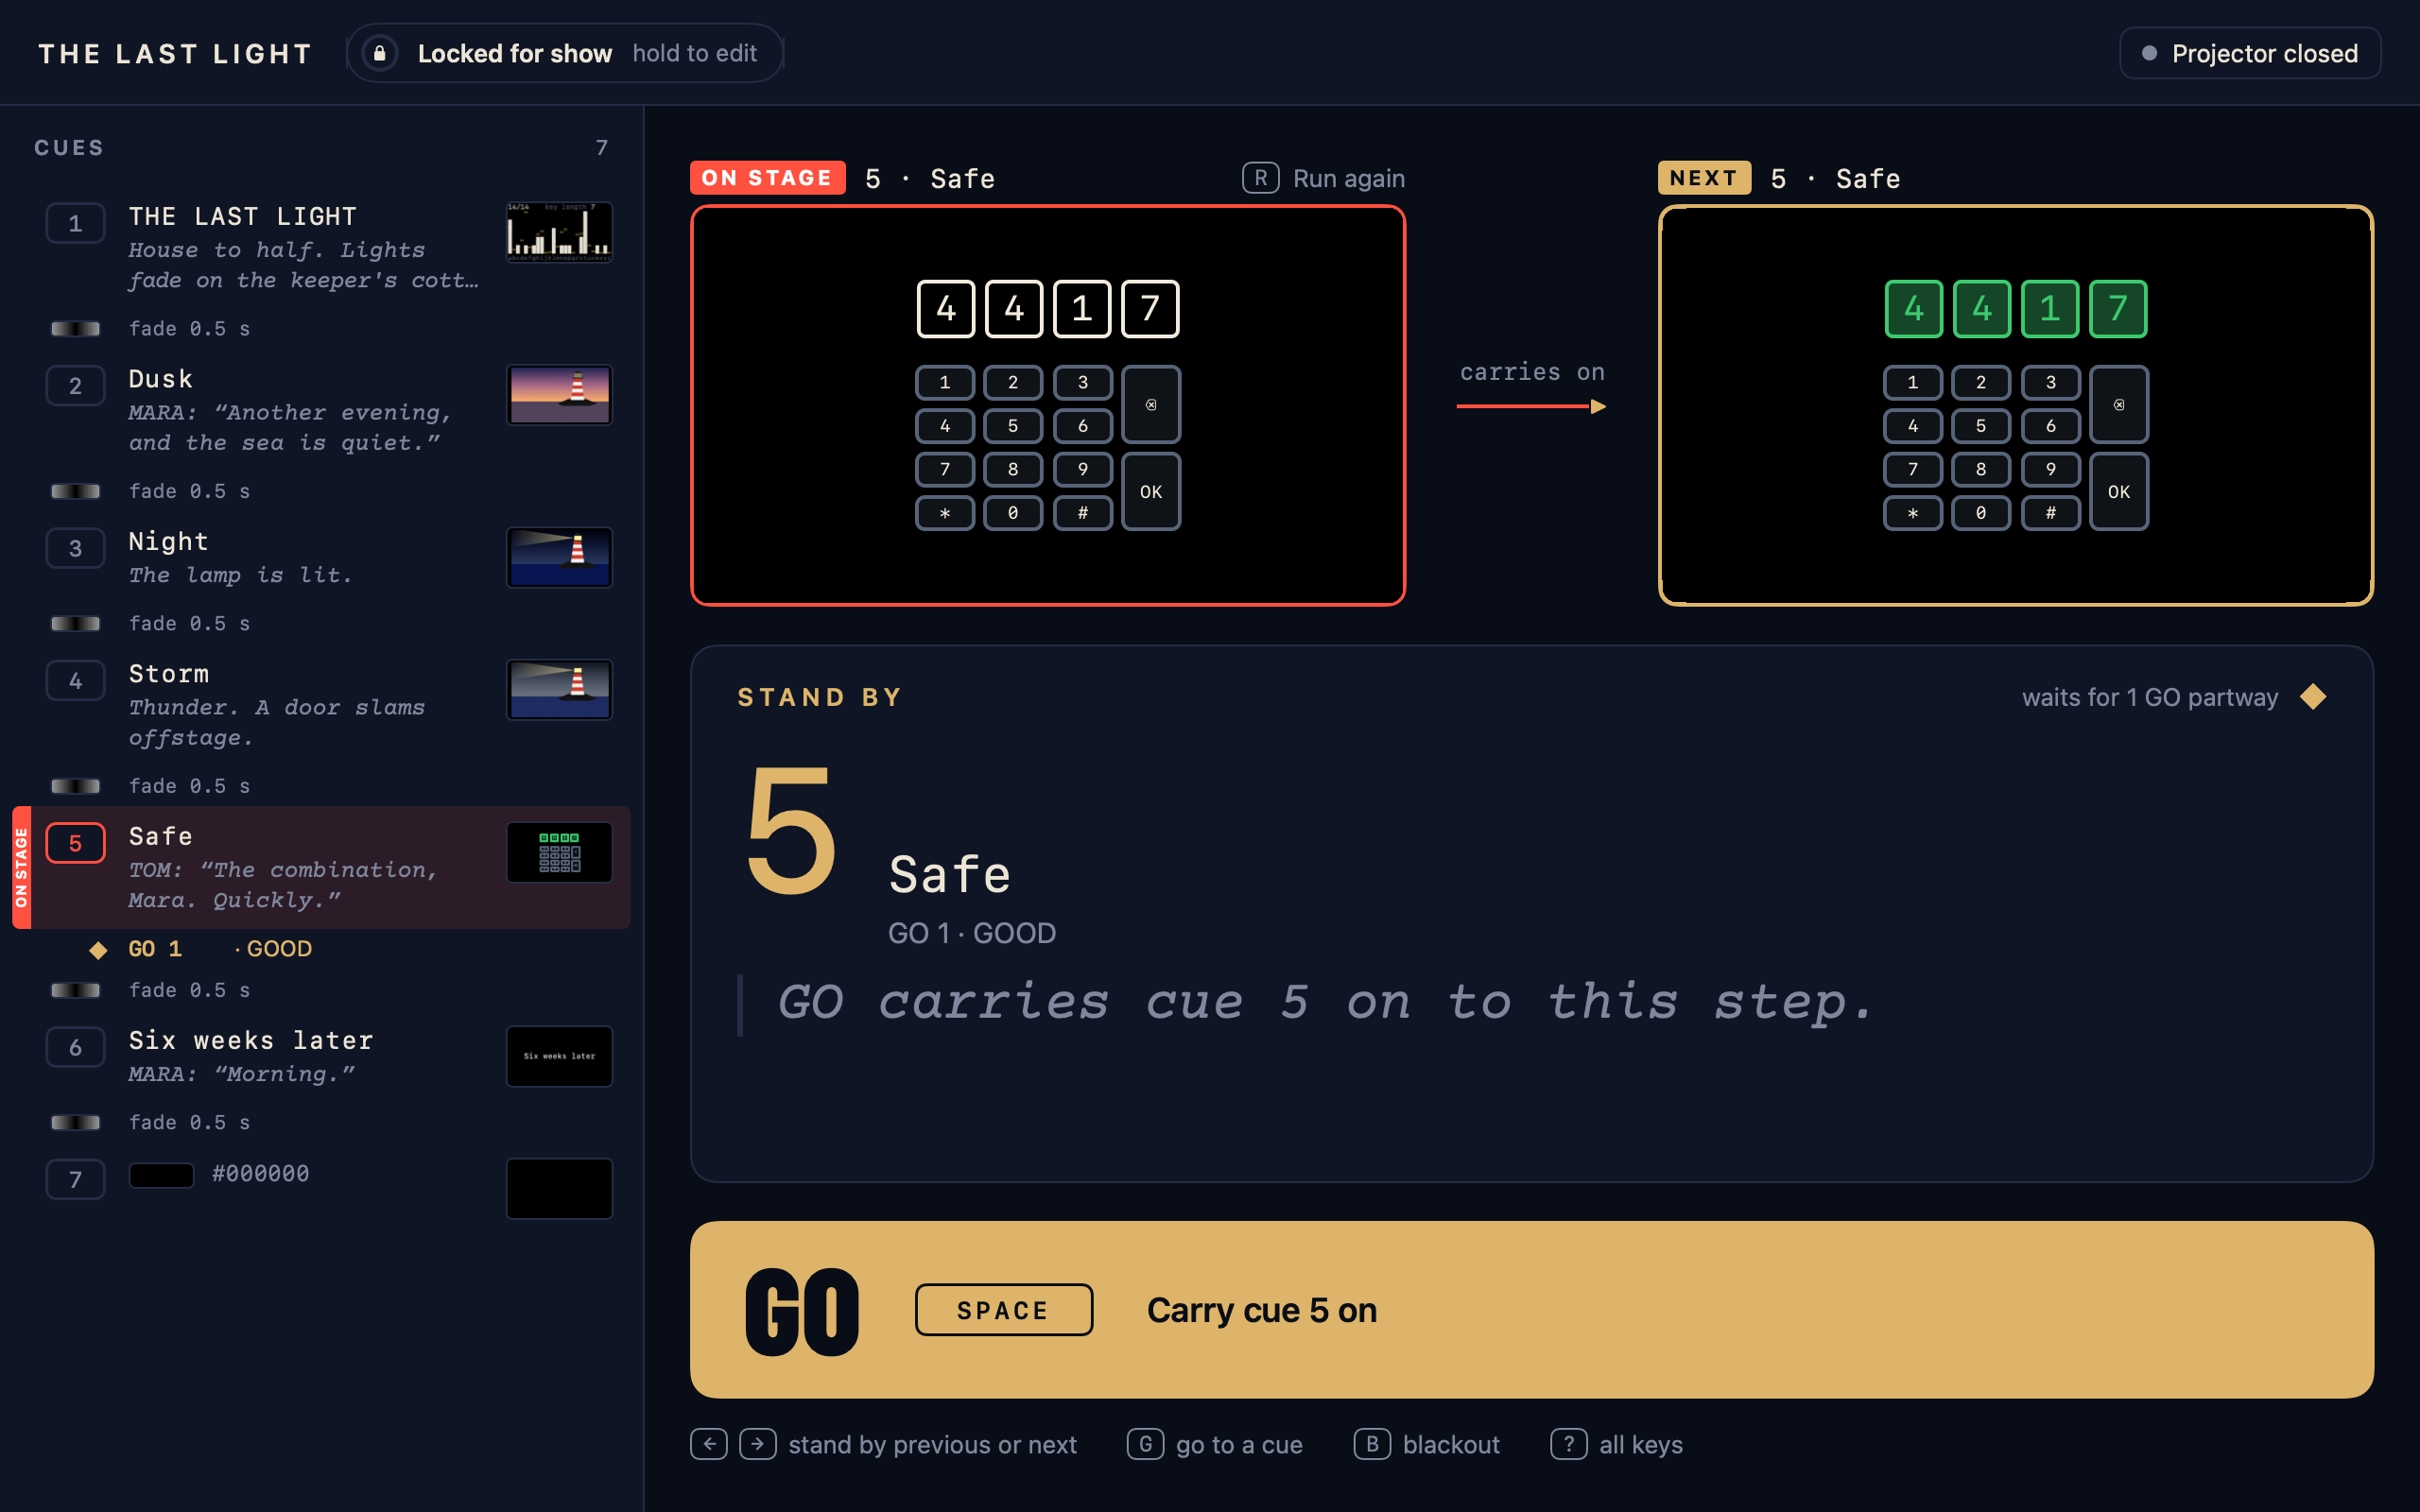 THE LAST LIGHT
Locked for show hold to edit
Projector closed
CUES 7
1 THE LAST LIGHT
House to half. Lights
fade on the keeper's cott…
14/14 key length 7
fade 0.5 s
2 Dusk
MARA: “Another evening,
and the sea is quiet.”
fade 0.5 s
3 Night
The lamp is lit.
fade 0.5 s
4 Storm
Thunder. A door slams
offstage.
fade 0.5 s
ON STAGE
5 Safe
TOM: “The combination,
Mara. Quickly.”
GO 1 · GOOD
fade 0.5 s
6 Six weeks later
MARA: “Morning.”
Six weeks later
fade 0.5 s
7 #000000
ON STAGE 5 · Safe R Run again
4 4 1 7
1 2 3
4 5 6
7 8 9 OK
* 0 #
carries on
NEXT 5 · Safe
4 4 1 7
1 2 3
4 5 6
7 8 9 OK
* 0 #
STAND BY waits for 1 GO partway
5 Safe
GO 1 · GOOD
GO carries cue 5 on to this step.
GO SPACE Carry cue 5 on
← → stand by previous or next G go to a cue B blackout ? all keys